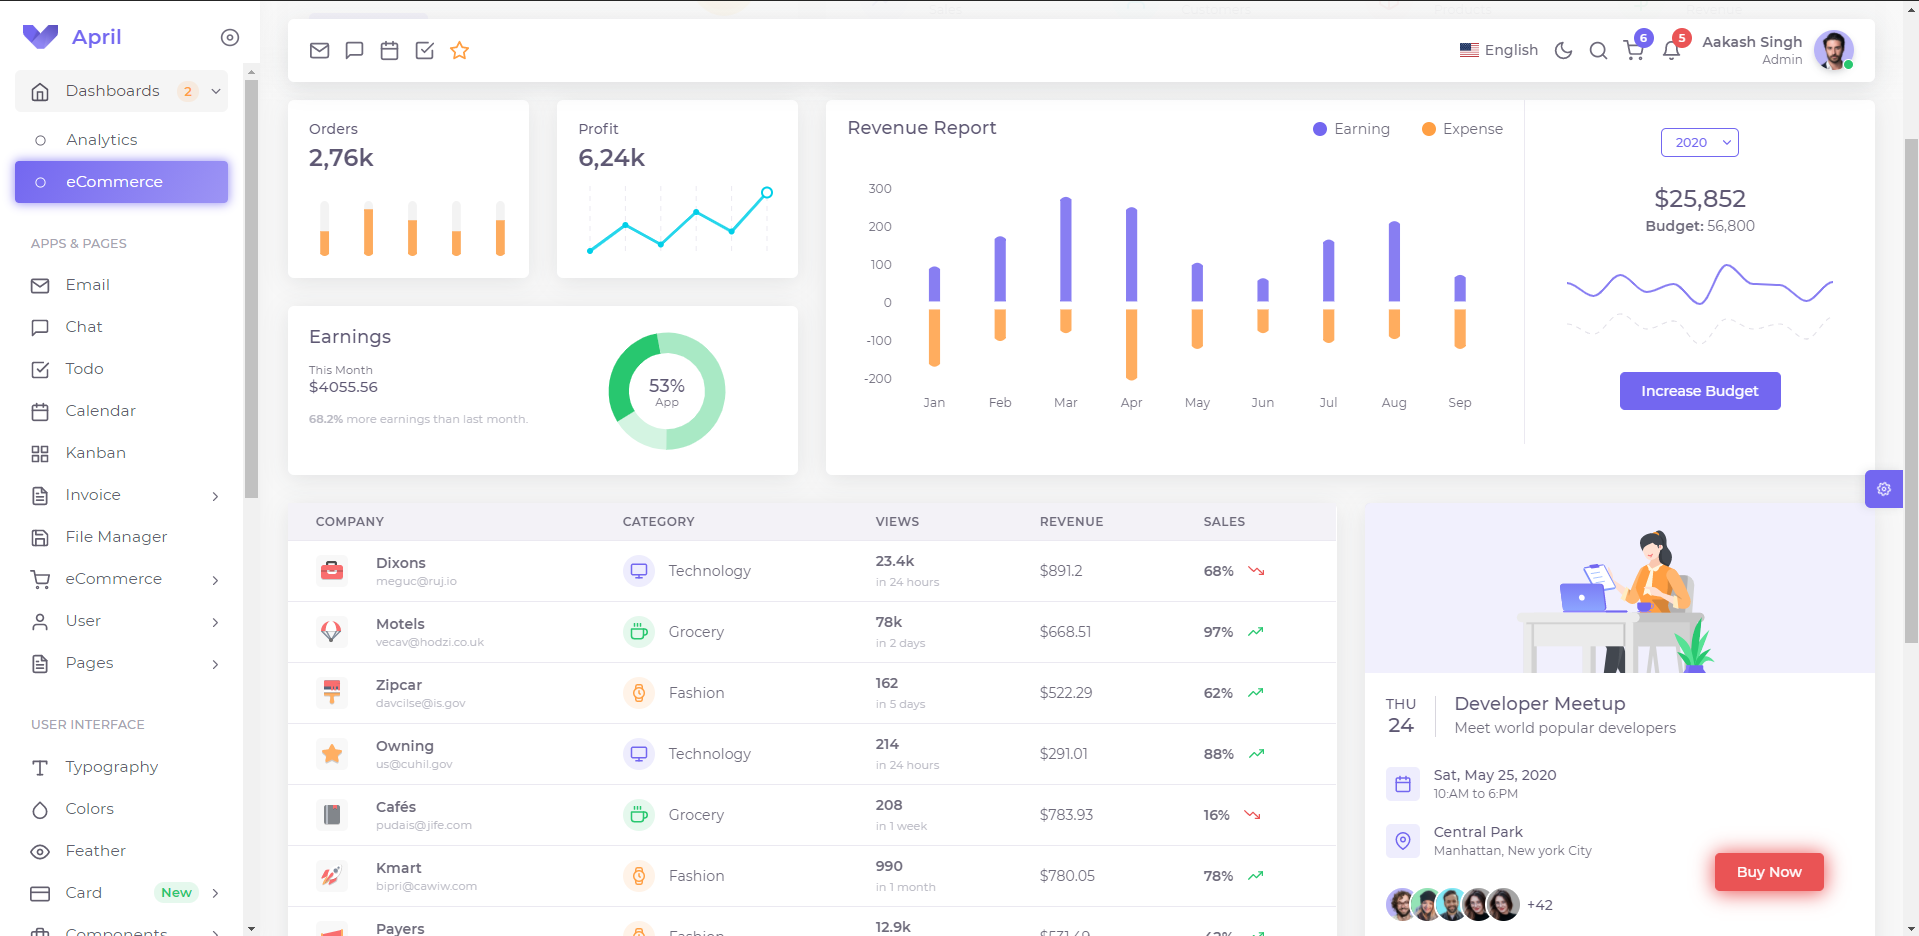 April
Dashboards 2
Analytics
eCommerce
APPS & PAGES
Email
Chat
Todo
Calendar
Kanban
Invoice
File Manager
eCommerce
User
Pages
USER INTERFACE
Typography
Colors
Feather
Card New
Components
English
6
5
Aakash Singh
Admin
Orders
2,76k
Profit
6,24k
Earnings
This Month
$4055.56
68.2% more earnings than last month.
53%
App
Revenue Report
Earning
Expense
300
200
100
0
-100
-200
Jan Feb Mar Apr May Jun Jul Aug Sep
2020
$25,852
Budget: 56,800
Increase Budget
COMPANY CATEGORY VIEWS REVENUE SALES
Dixons
meguc@ruj.io
Technology
23.4k
in 24 hours
$891.2
68%
Motels
vecav@hodzi.co.uk
Grocery
78k
in 2 days
$668.51
97%
Zipcar
davcilse@is.gov
Fashion
162
in 5 days
$522.29
62%
Owning
us@cuhil.gov
Technology
214
in 24 hours
$291.01
88%
Cafés
pudais@jife.com
Grocery
208
in 1 week
$783.93
16%
Kmart
bipri@cawiw.com
Fashion
990
in 1 month
$780.05
78%
Payers
Fashion
12.9k
THU
24
Developer Meetup
Meet world popular developers
Sat, May 25, 2020
10:AM to 6:PM
Central Park
Manhattan, New york City
+42
Buy Now